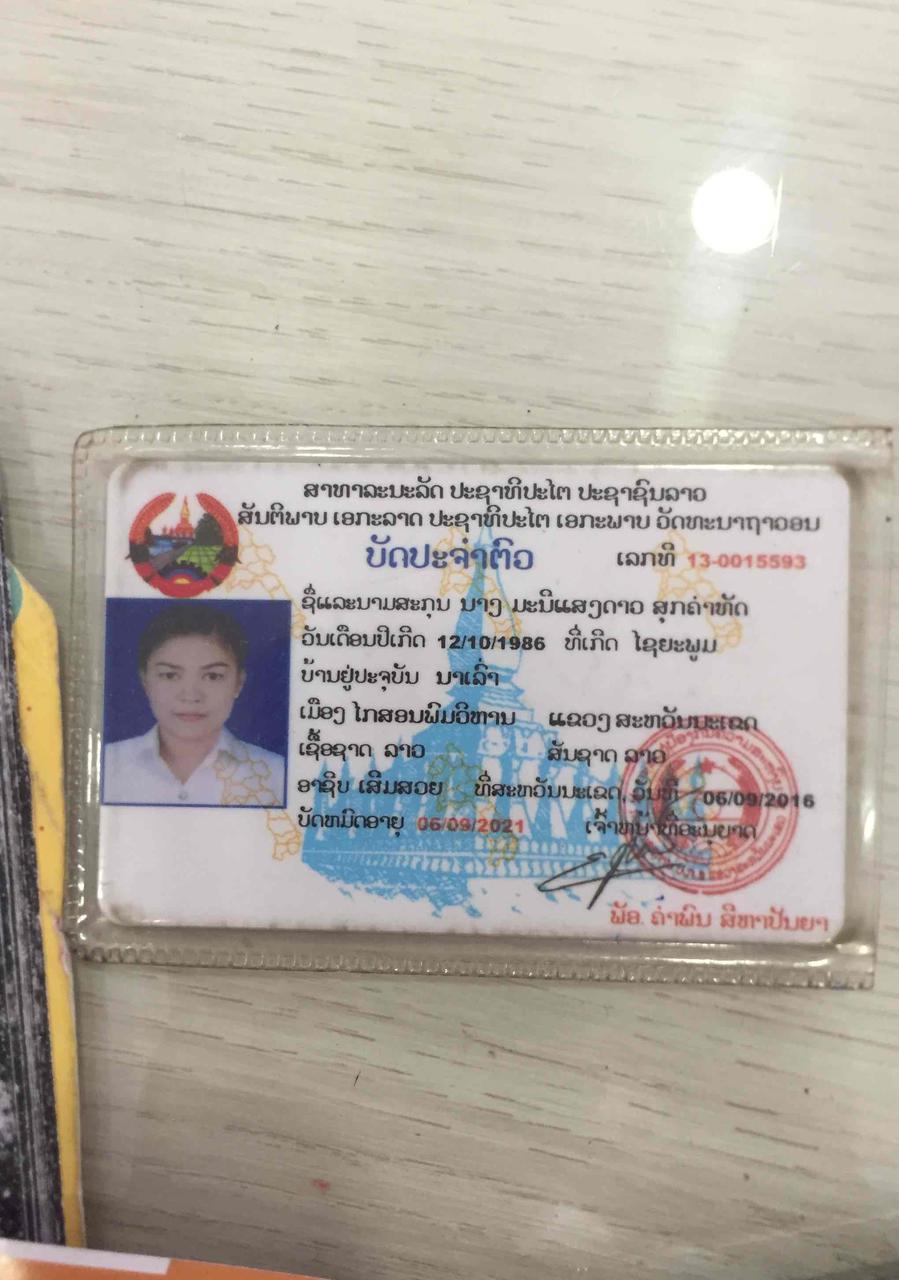 ສາທາລະນະລັດ ປະຊາທິປະໄຕ ປະຊາຊົນລາວ
ສັນຕິພາບ ເອກະລາດ ປະຊາທິປະໄຕ ເອກະພາບ ວັດທະນາຖາວອນ
ບັດປະຈຳຕົວ ເລກທີ 13-0015593
ຊື່ແລະນາມສະກຸນ ນາງ ມະນີແສງດາວ ສຸກຄຳທັດ
ວັນເດືອນປີເກີດ 12/10/1986 ທີ່ເກີດ ໄຊຍະພູມ
ບ້ານຢູ່ປະຈຸບັນ ນາເລົ່າ
ເມືອງ ໄກສອນພົມວິຫານ ແຂວງ ສະຫວັນນະເຂດ
ເຊື້ອຊາດ ລາວ ສັນຊາດ ລາວ
ອາຊີບ ເສີມສວຍ ທີ່ສະຫວັນນະເຂດ, ວັນທີ 06/09/2016
ບັດຫມົດອາຍຸ 06/09/2021 ເຈົ້າຫນ້າທີ່ອະນຸຍາດ
ພັອ. ຄຳພົນ ສີຫາປັນຍາ